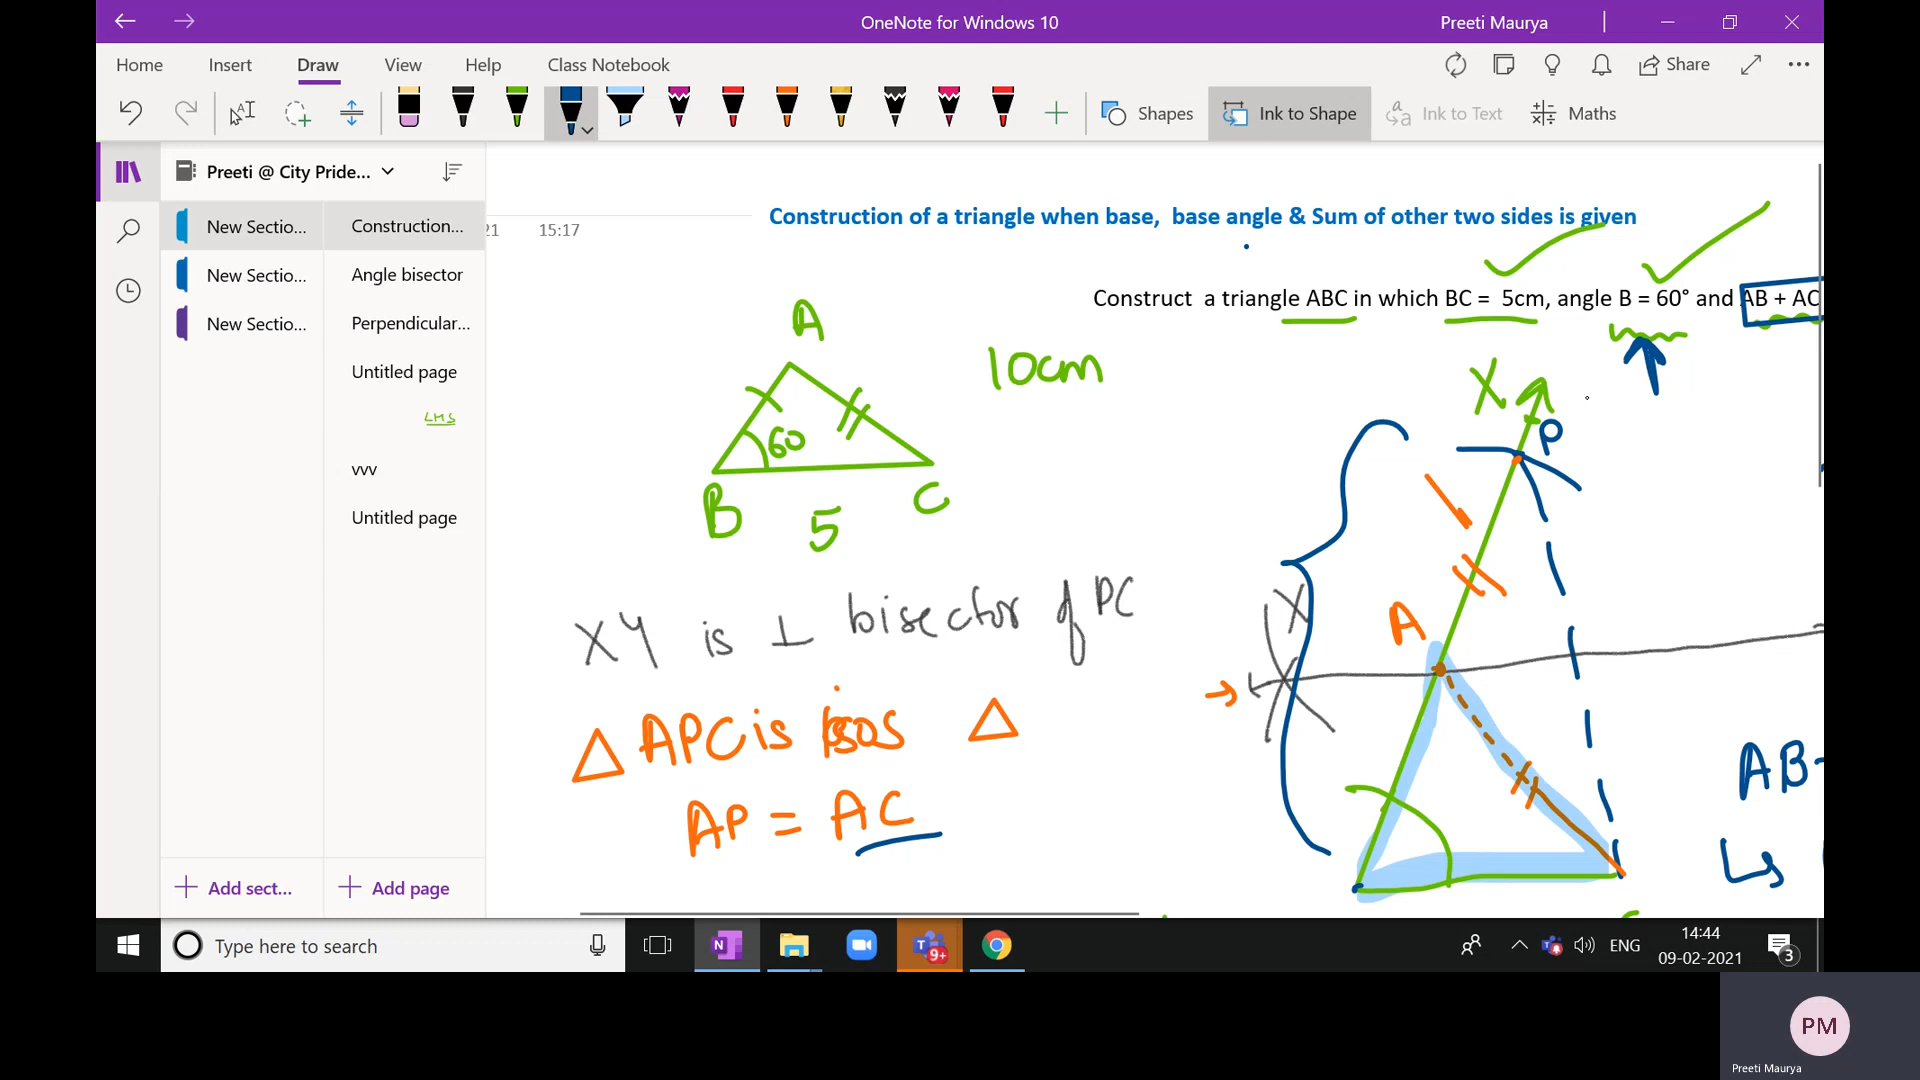 OneNote for Windows 10
Preeti Maurya
Home Insert Draw View Help Class Notebook
Share
Shapes Ink to Shape Ink to Text Maths
Preeti @ City Pride...
New Sectio...
New Sectio...
New Sectio...
Construction...
Angle bisector
Perpendicular...
Untitled page
LMS
vvv
Untitled page
Add sect...
Add page
21 15:17
Construction of a triangle when base, base angle & Sum of other two sides is given
Construct a triangle ABC in which BC = 5cm, angle B = 60° and AB + AC
A
10cm
60
B
5
C
X
P
XY is ⊥ bisector of PC
X
A
△ APC is isos △
AP = AC
AB
Type here to search
ENG
14:44
09-02-2021
9+
3
PM
Preeti Maurya